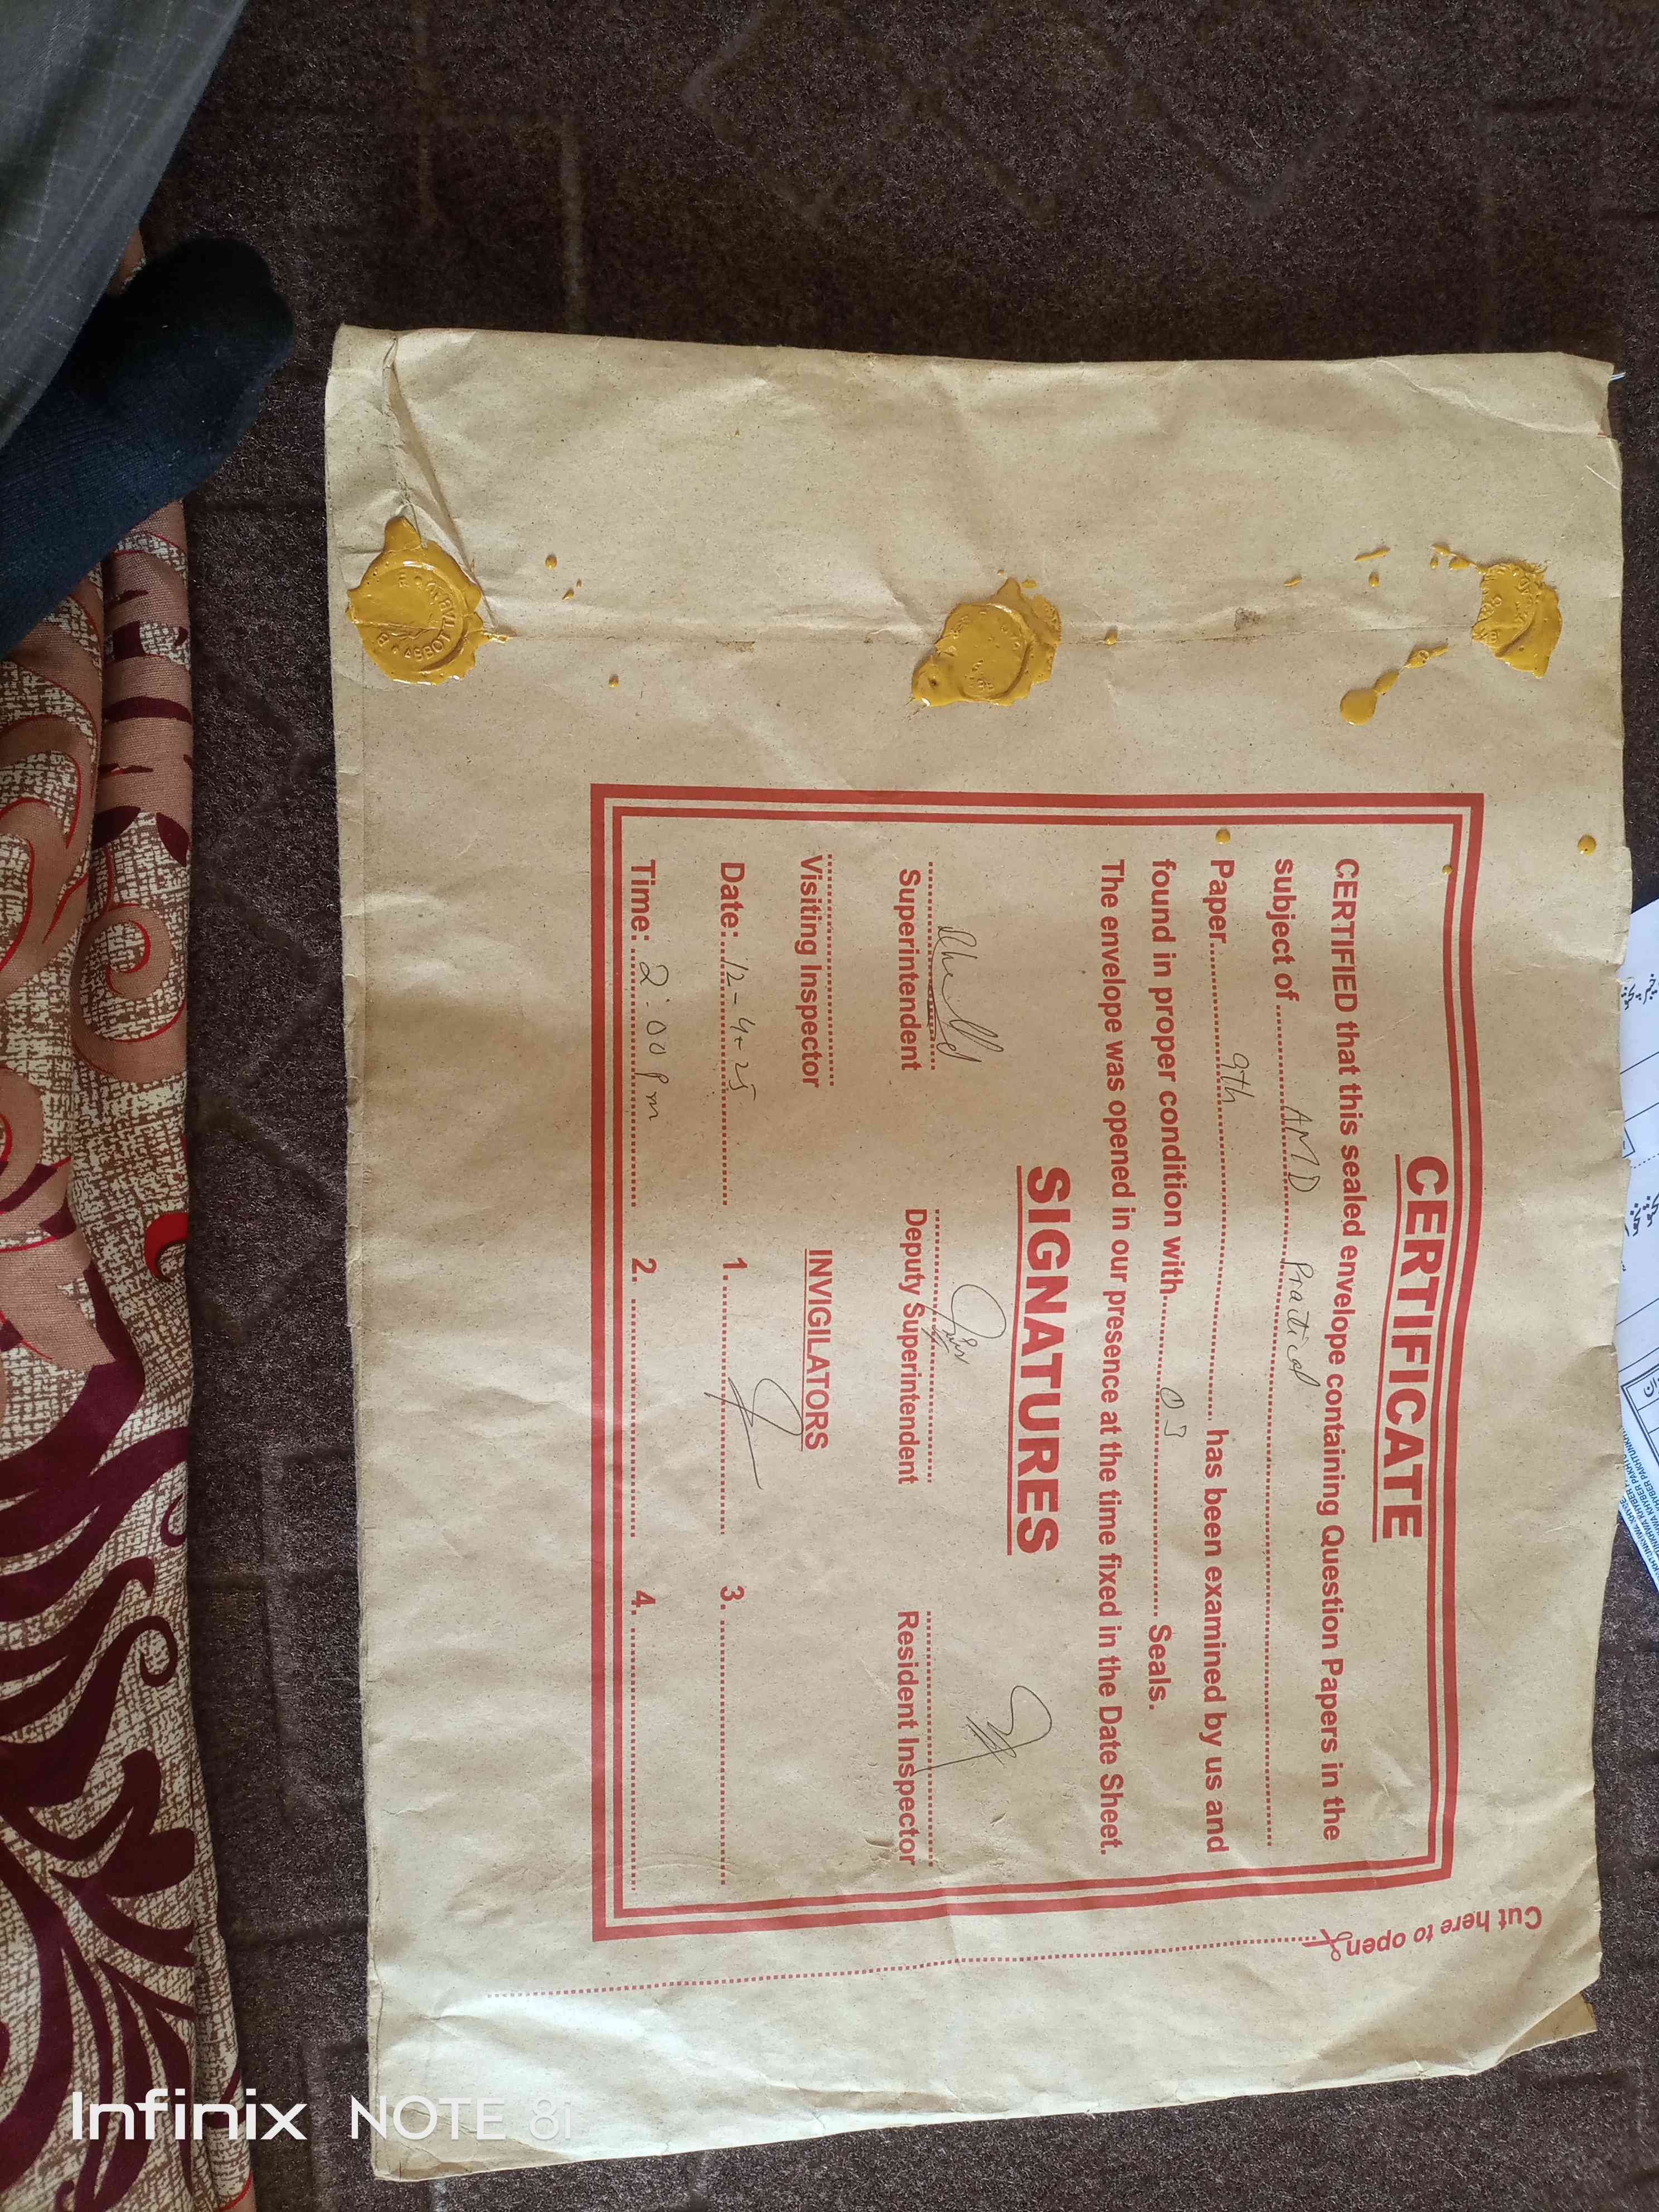 CERTIFICATE
CERTIFIED that this sealed envelope containing Question Papers in the
subject of AMD Practical
Paper 9th has been examined by us and
found in proper condition with 03 Seals.
The envelope was opened in our presence at the time fixed in the Date Sheet.
SIGNATURES
Superintendent Deputy Superintendent Resident Inspector
Visiting Inspector INVIGILATORS
Date: 12-4-25 1. 3.
Time: 2:00 Pm 2. 4.
Cut here to open
ABBOTTABAD
Infinix NOTE 8i